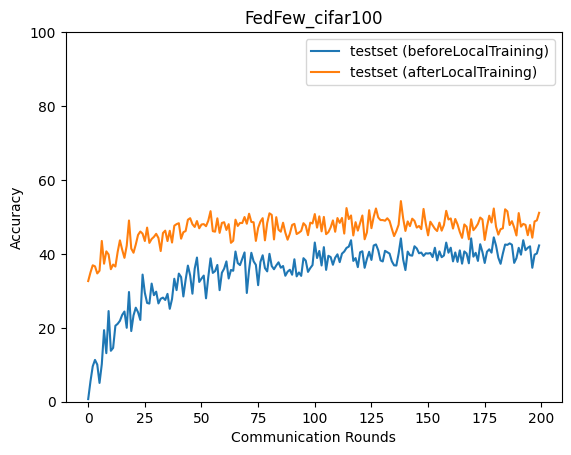 FedFew_cifar100
100
80
60
40
20
0
Accuracy
testset (beforeLocalTraining)
testset (afterLocalTraining)
0 25 50 75 100 125 150 175 200
Communication Rounds